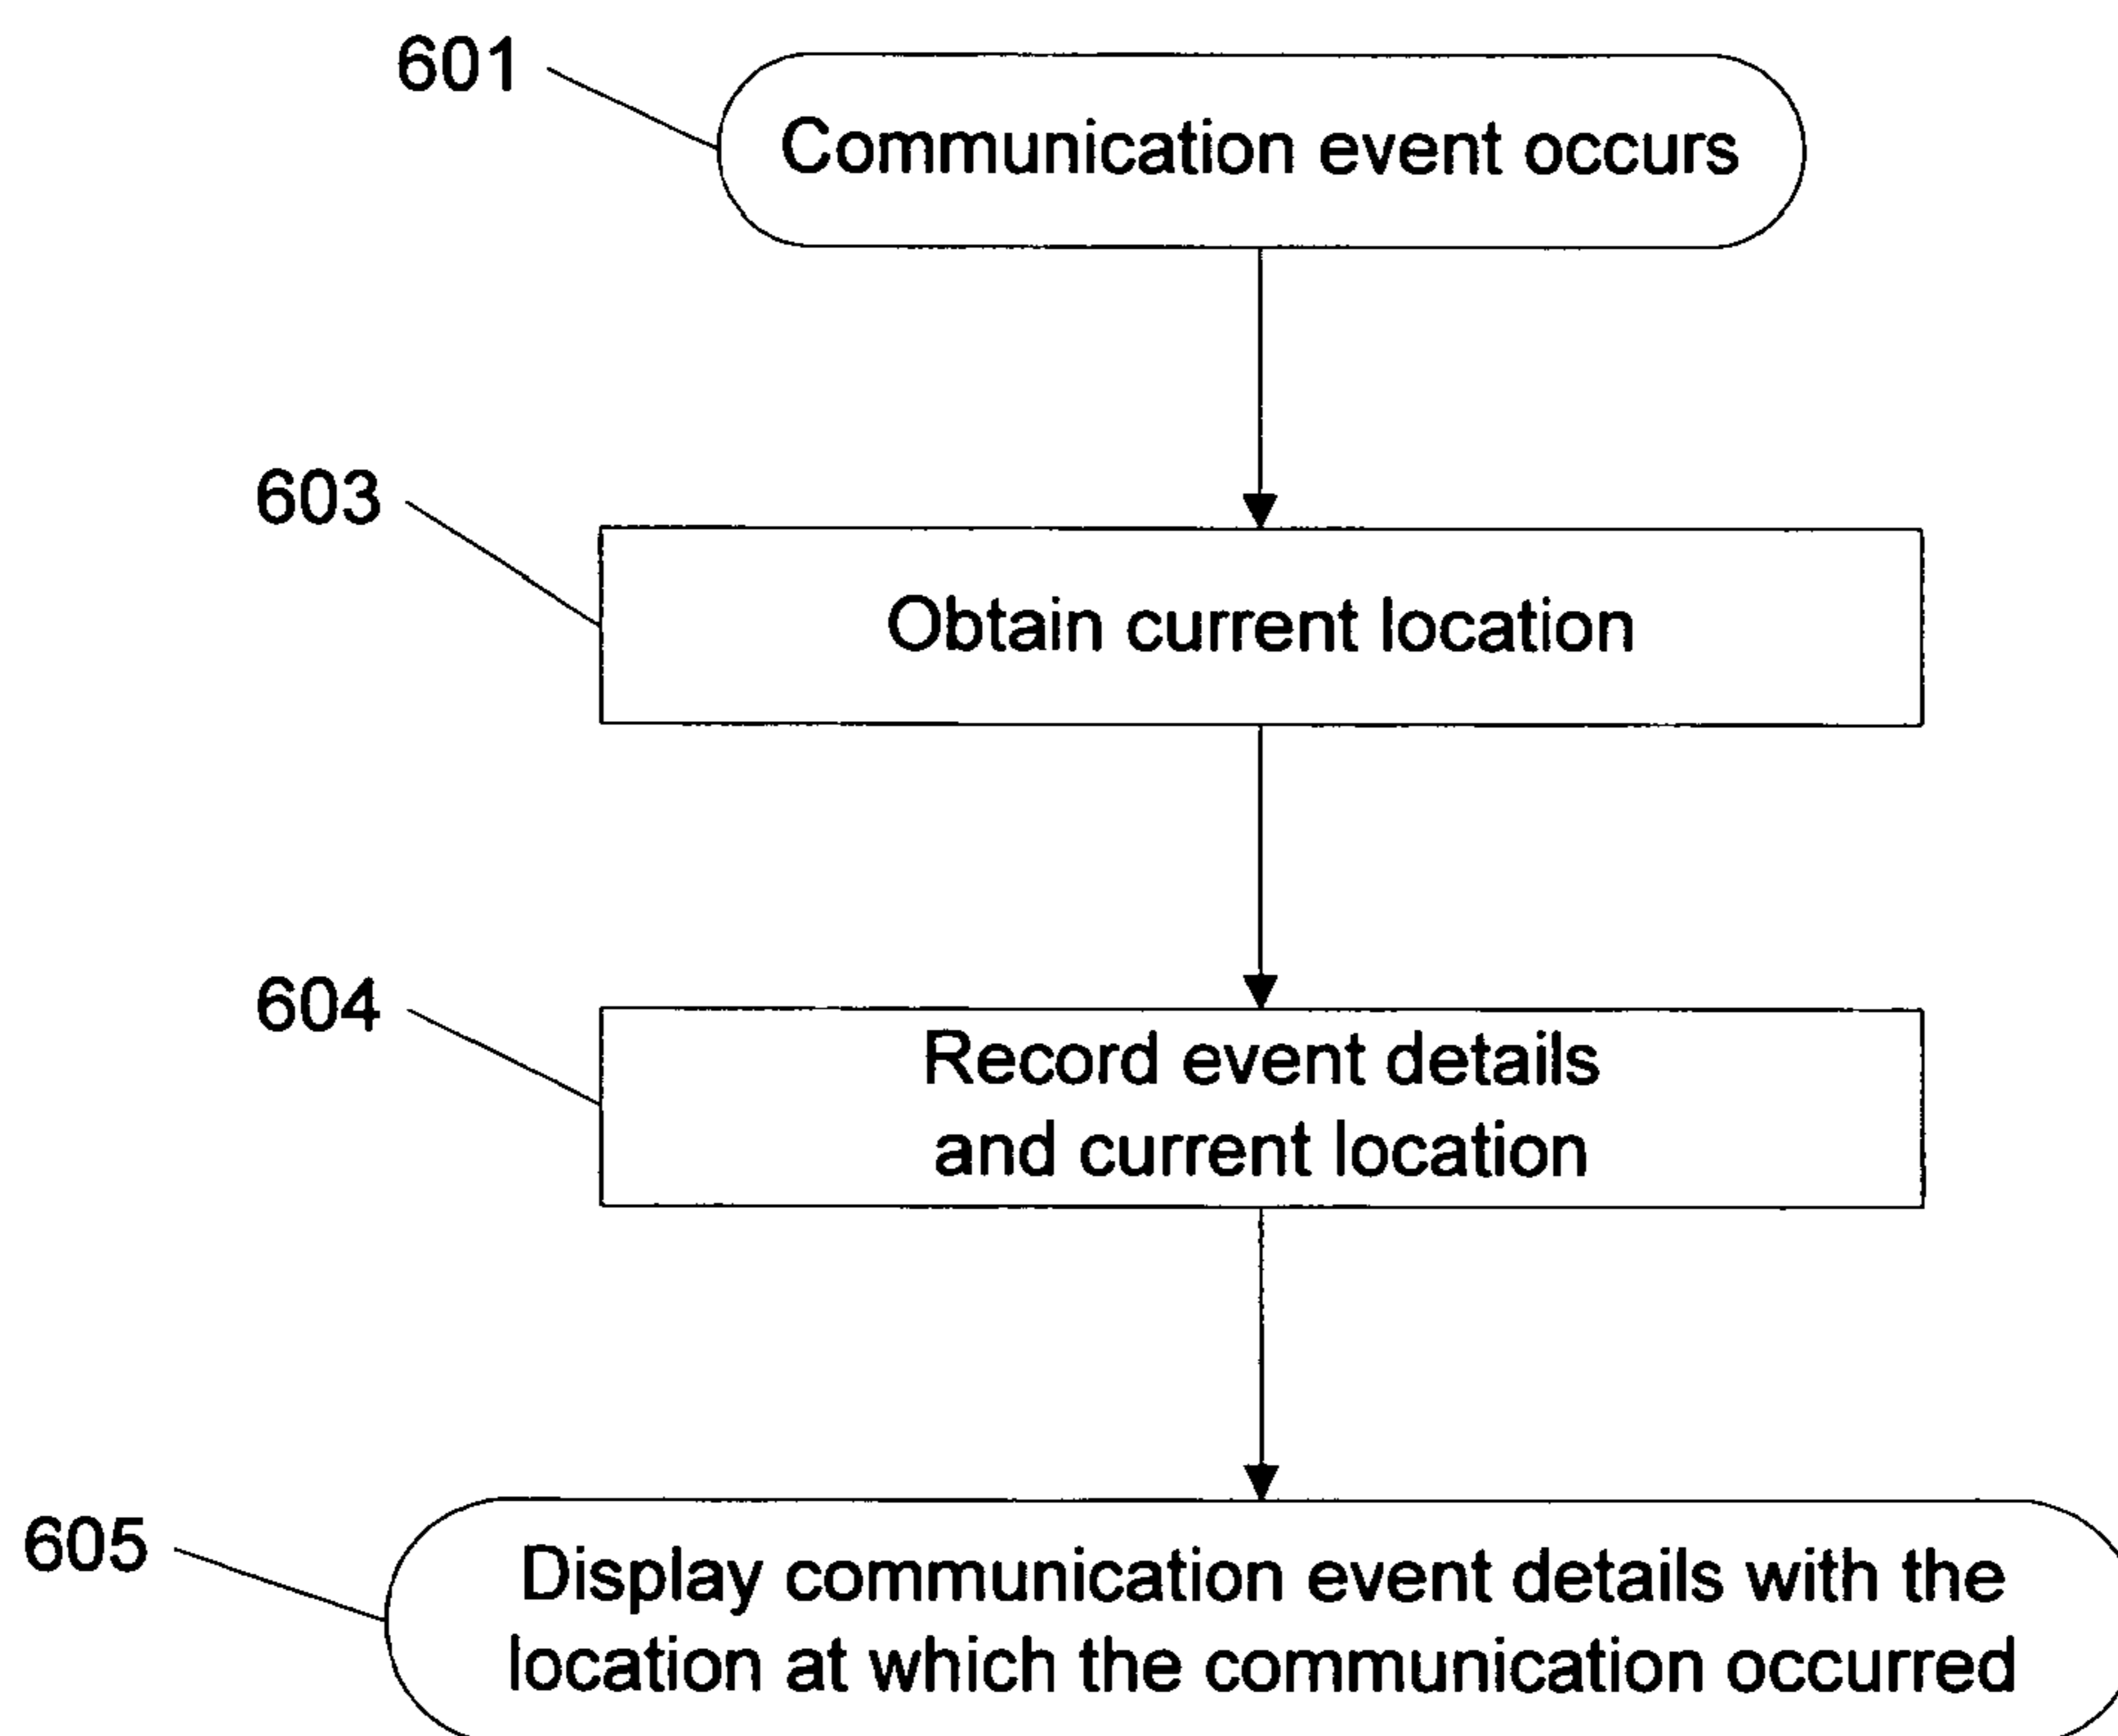 601
Communication event occurs
603
Obtain current location
604
Record event details
and current location
605
Display communication event details with the
location at which the communication occurred